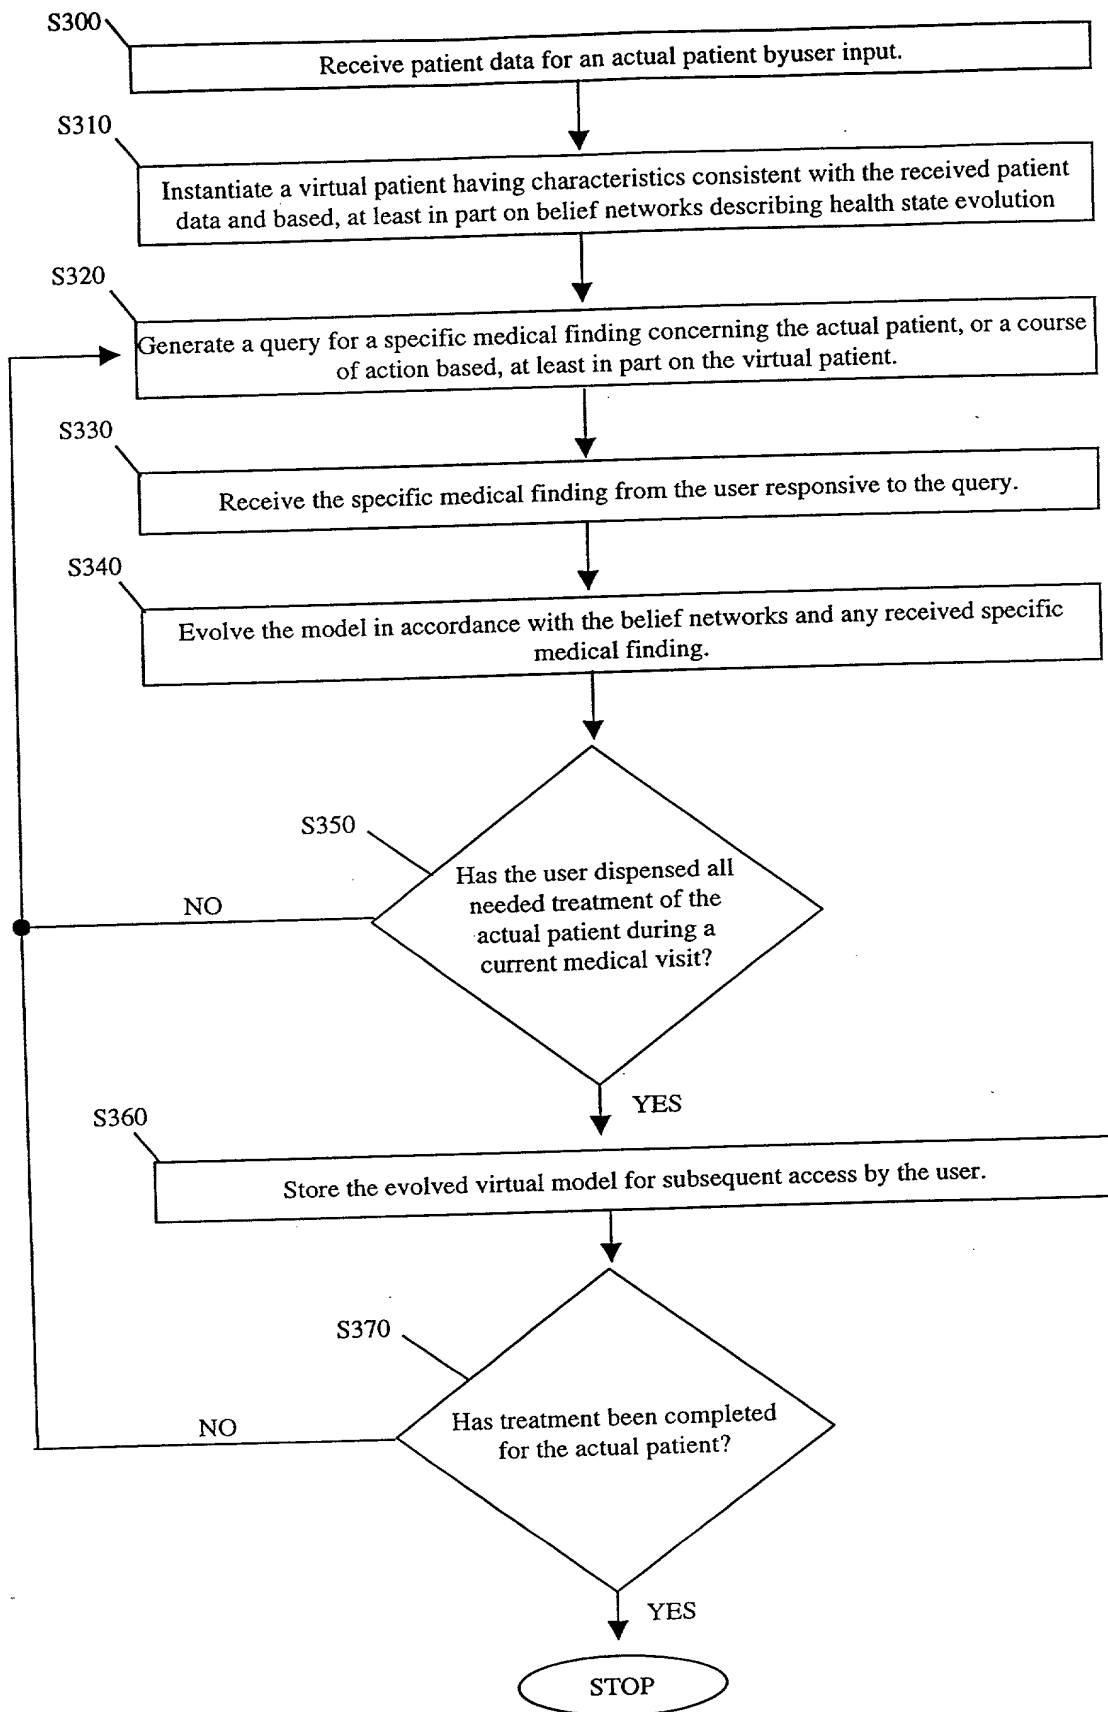 S300
Receive patient data for an actual patient byuser input.
S310
Instantiate a virtual patient having characteristics consistent with the received patient
data and based, at least in part on belief networks describing health state evolution
S320
Generate a query for a specific medical finding concerning the actual patient, or a course
of action based, at least in part on the virtual patient.
S330
Receive the specific medical finding from the user responsive to the query.
S340
Evolve the model in accordance with the belief networks and any received specific
medical finding.
S350
Has the user dispensed all
needed treatment of the
actual patient during a
current medical visit?
NO
YES
S360
Store the evolved virtual model for subsequent access by the user.
S370
Has treatment been completed
for the actual patient?
NO
YES
STOP